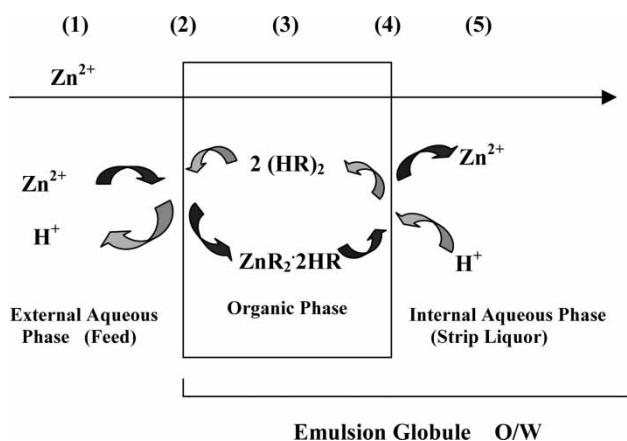 (1) (2) (3) (4) (5)
Zn²⁺
2 (HR)₂
Zn²⁺
Zn²⁺
H⁺
ZnR₂·2HR
H⁺
External Aqueous
Phase (Feed)
Organic Phase
Internal Aqueous Phase
(Strip Liquor)
Emulsion Globule O/W